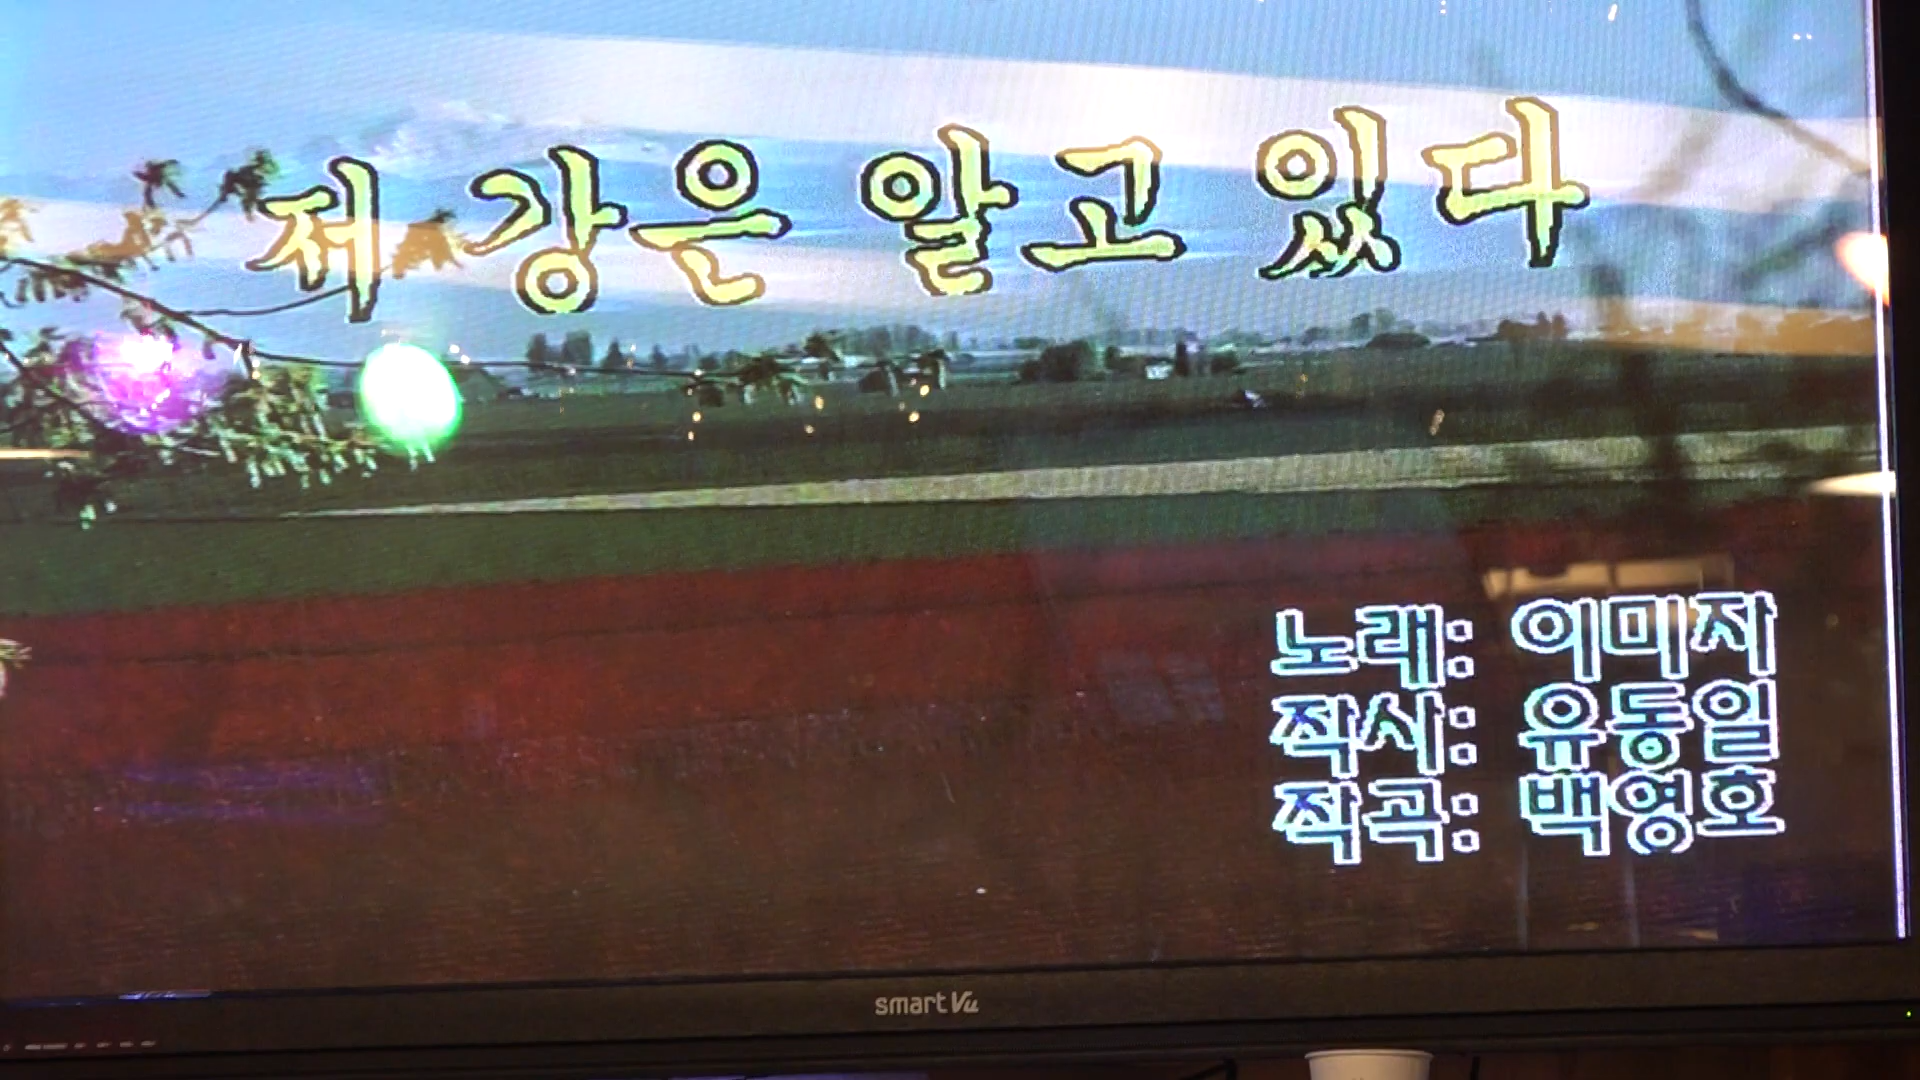 저 강은 알고 있다
노래: 이미자
작사: 유동일
작곡: 백영호
smart Vu